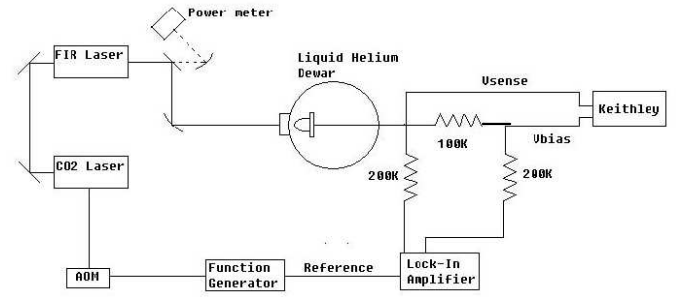 Power meter
FIR Laser
Liquid Helium
Dewar
Vsense
Keithley
100K
Vbias
CO2 Laser
200K
200K
AOM
Function
Generator
Reference
Lock-In
Amplifier